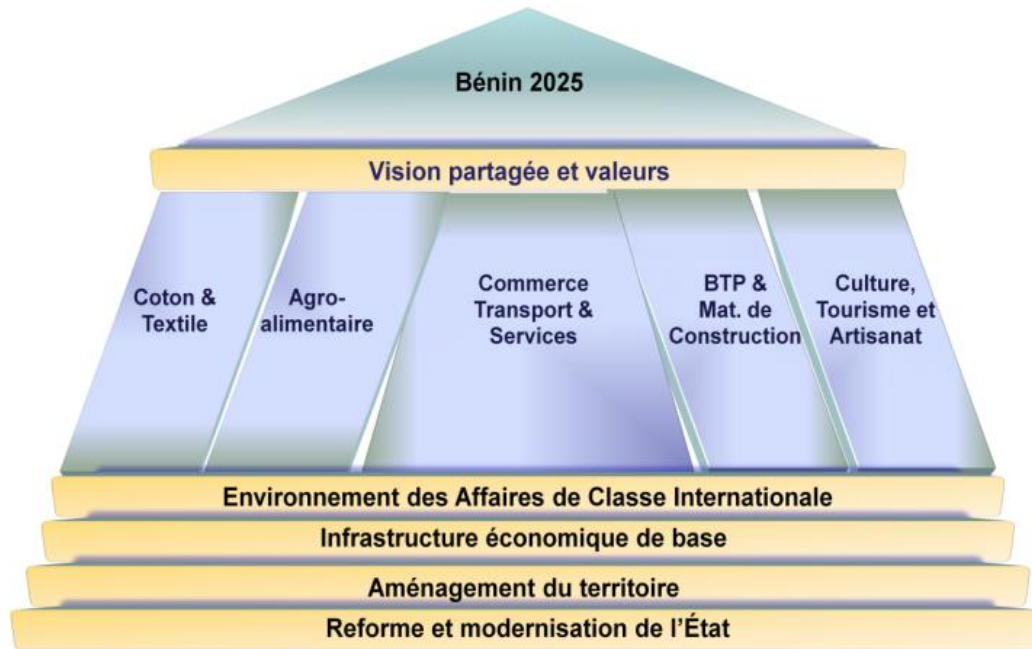 Bénin 2025
Vision partagée et valeurs
Coton &
Textile
Agro-
alimentaire
Commerce
Transport &
Services
BTP &
Mat. de
Construction
Culture,
Tourisme et
Artisanat
Environnement des Affaires de Classe Internationale
Infrastructure économique de base
Aménagement du territoire
Reforme et modernisation de l’État